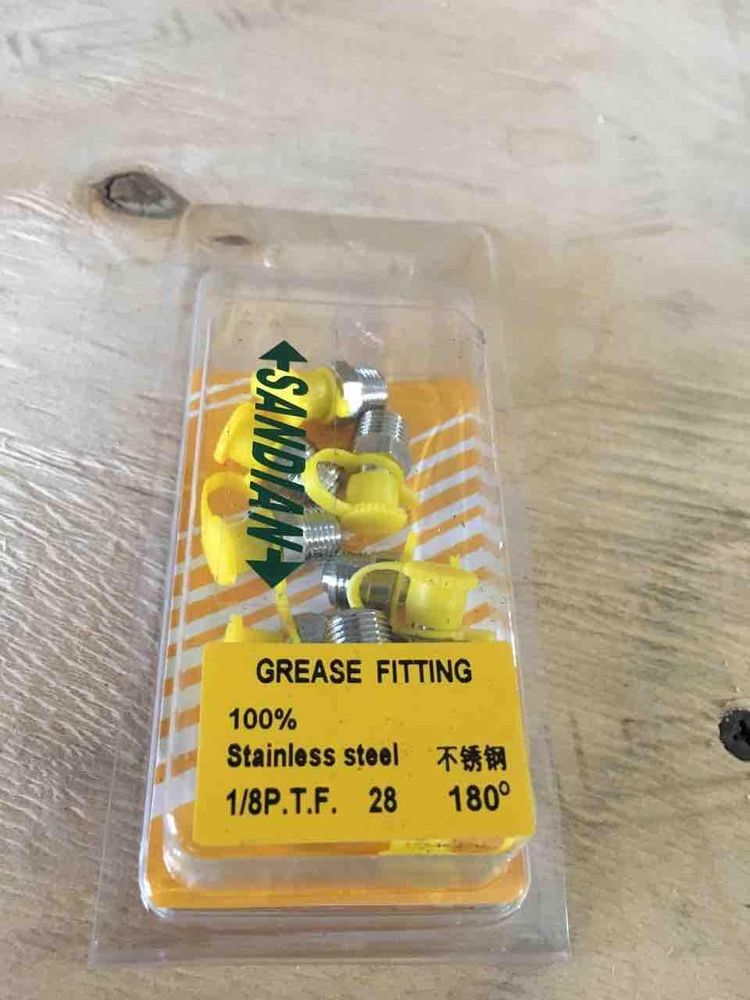 SANDIAN
GREASE FITTING
100%
Stainless steel 不锈钢
1/8P.T.F. 28 180°